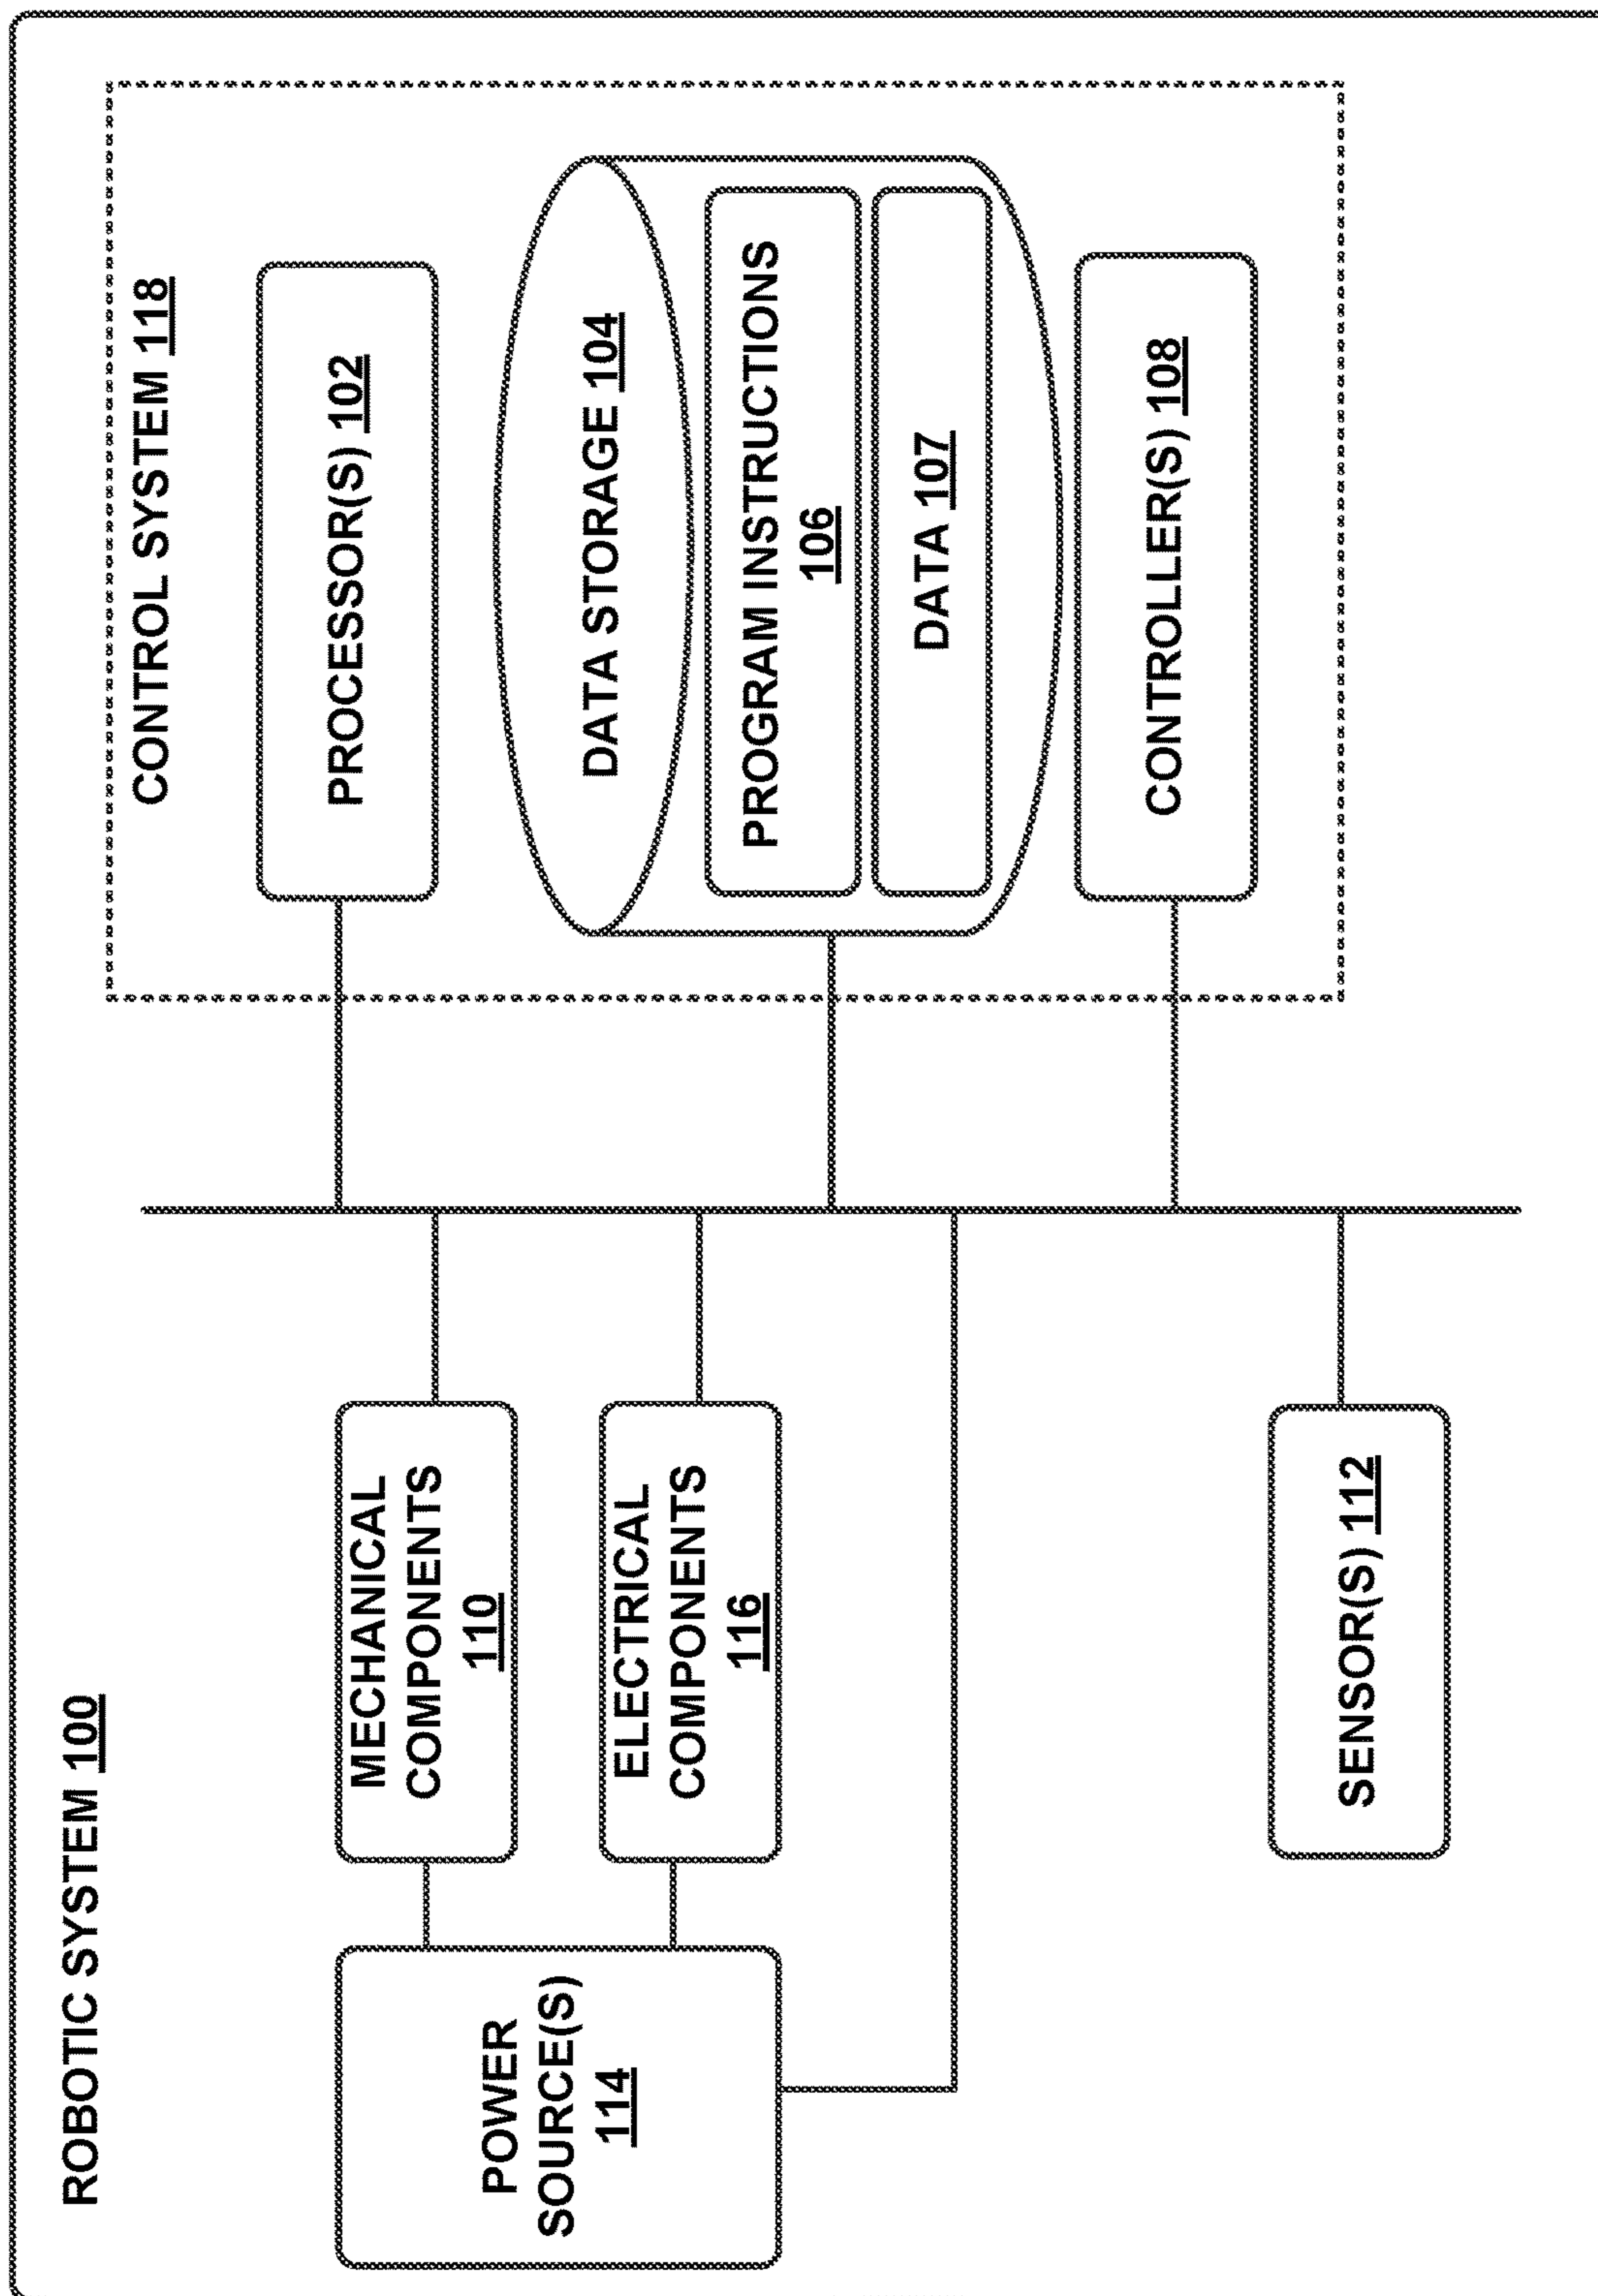 ROBOTIC SYSTEM 100
CONTROL SYSTEM 118
POWER
SOURCE(S)
114
MECHANICAL
COMPONENTS
110
ELECTRICAL
COMPONENTS
116
SENSOR(S) 112
PROCESSOR(S) 102
DATA STORAGE 104
PROGRAM INSTRUCTIONS
106
DATA 107
CONTROLLER(S) 108